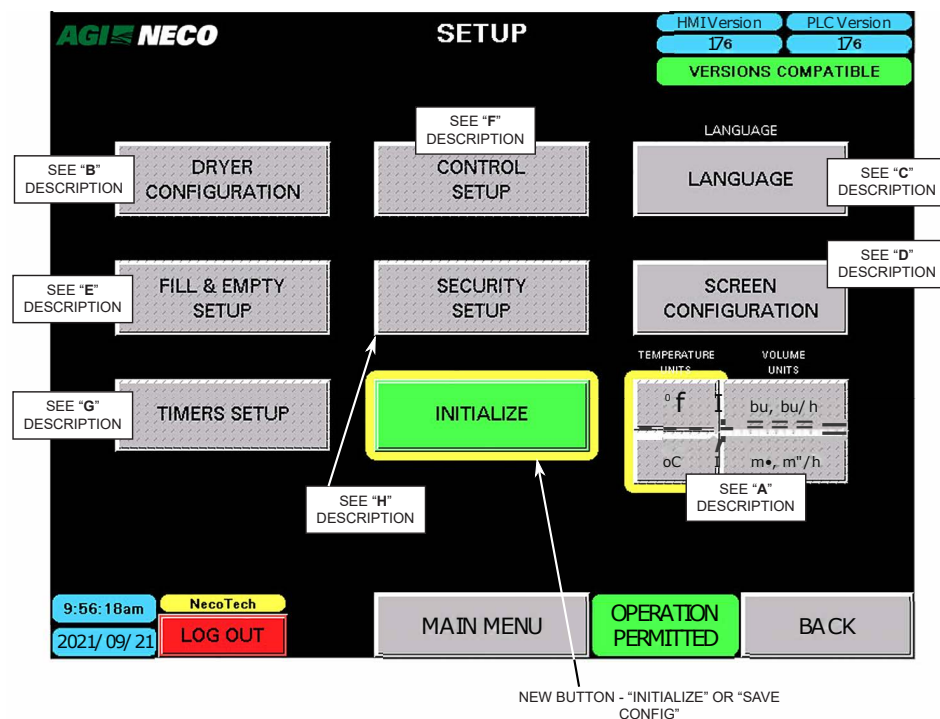 AGI NECO
SETUP
HMI Version
PLC Version
176
176
VERSIONS COMPATIBLE
SEE “B”
DESCRIPTION
DRYER
CONFIGURATION
SEE “F”
DESCRIPTION
CONTROL
SETUP
LANGUAGE
LANGUAGE
SEE “C”
DESCRIPTION
SEE “E”
DESCRIPTION
FILL & EMPTY
SETUP
SECURITY
SETUP
SCREEN
CONFIGURATION
SEE “D”
DESCRIPTION
SEE “G”
DESCRIPTION
TIMERS SETUP
INITIALIZE
TEMPERATURE
UNITS
VOLUME
UNITS
°f
bu, bu/h
oC
m•, m"/h
SEE “H”
DESCRIPTION
SEE “A”
DESCRIPTION
9:56:18am
2021/09/21
NecoTech
LOG OUT
MAIN MENU
OPERATION
PERMITTED
BACK
NEW BUTTON - “INITIALIZE” OR “SAVE
CONFIG”